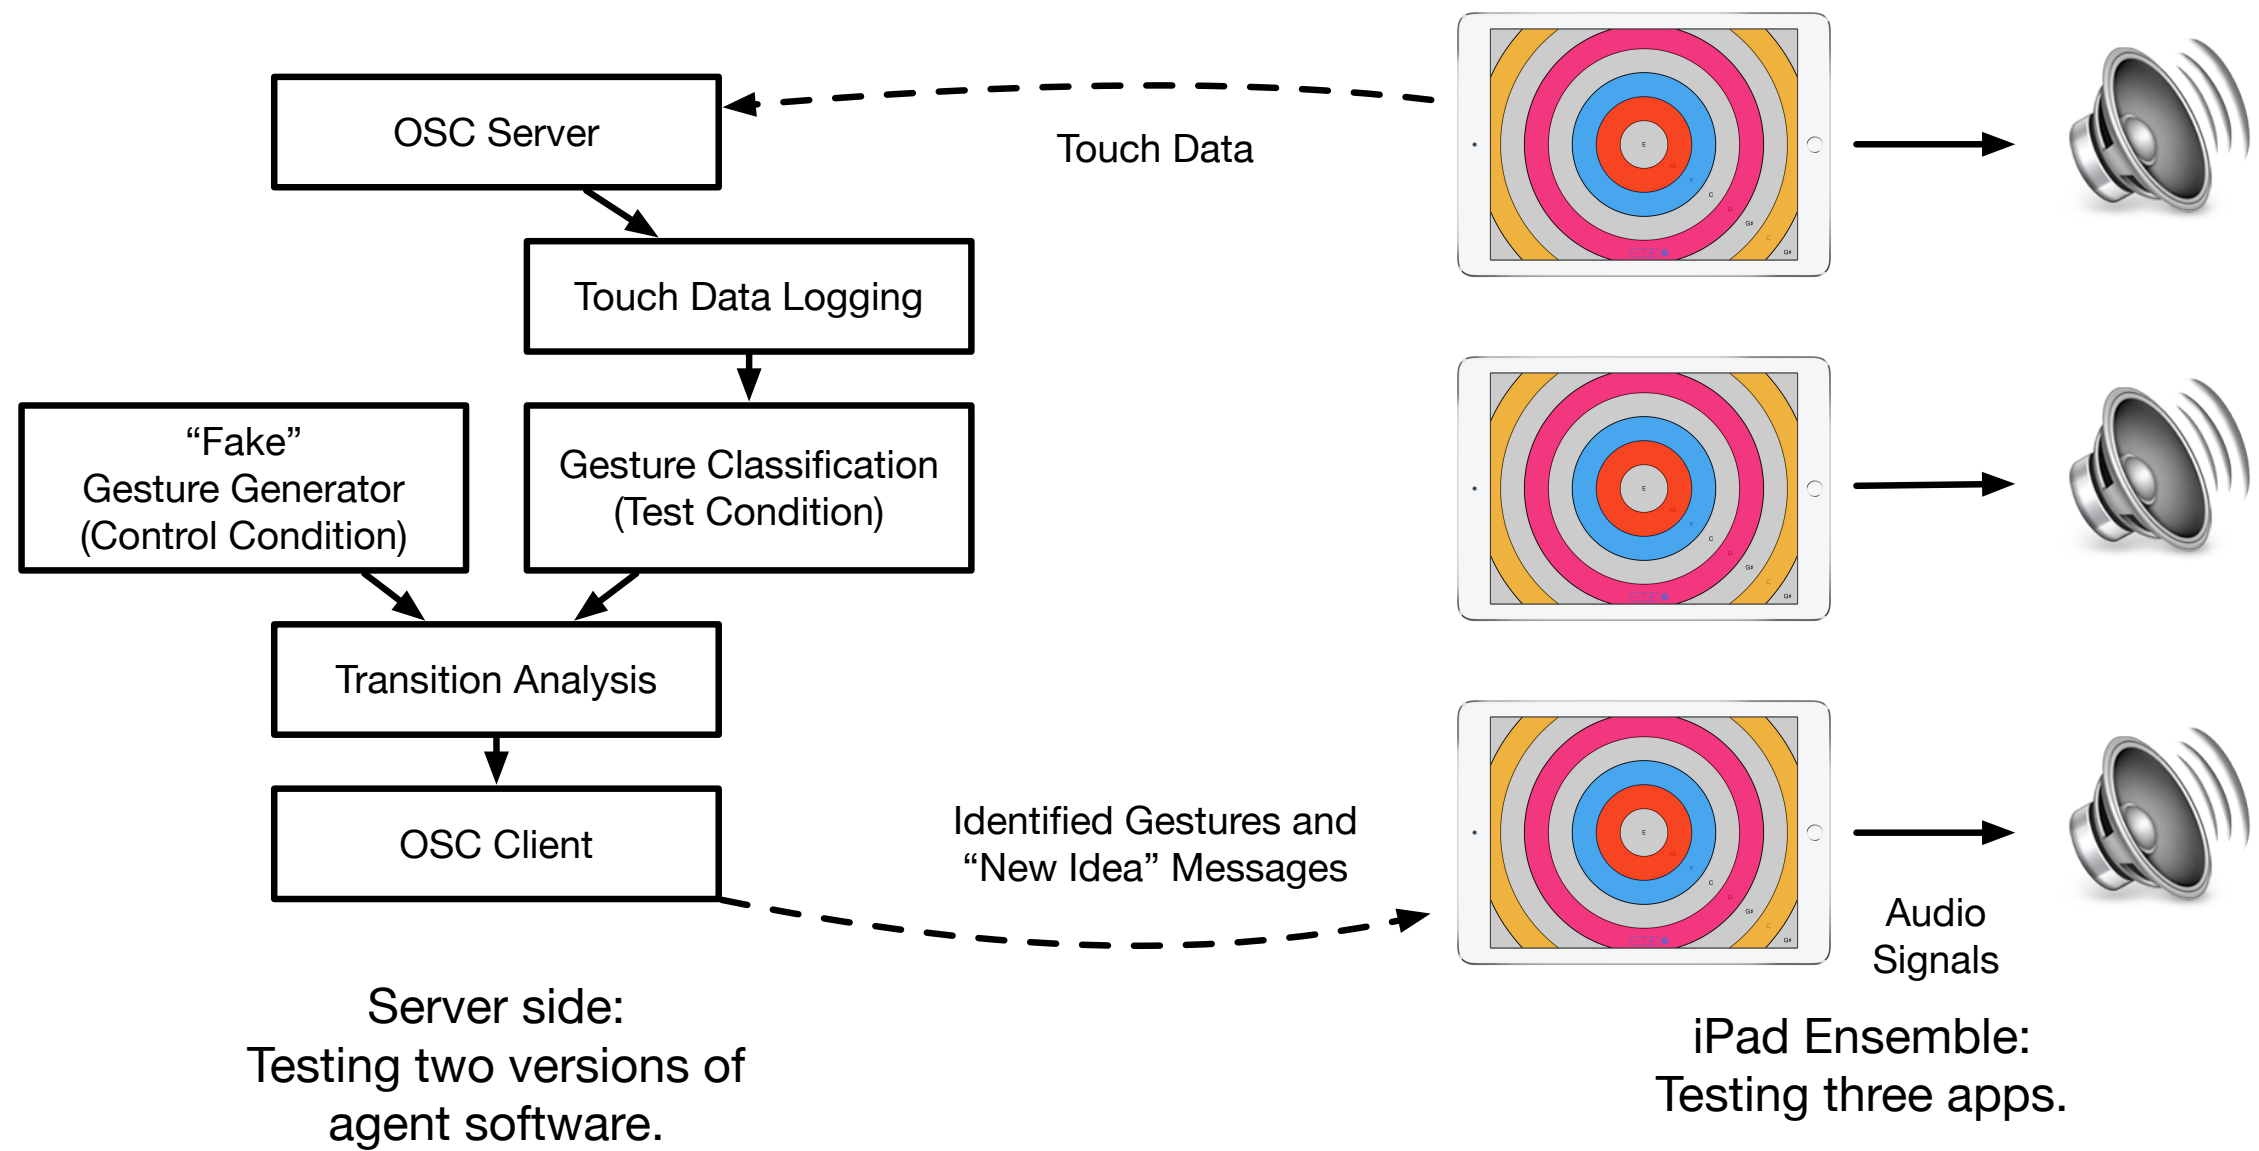 OSC Server
Touch Data
Touch Data Logging
“Fake”
Gesture Generator
(Control Condition)
Gesture Classification
(Test Condition)
Transition Analysis
OSC Client
Identified Gestures and
“New Idea” Messages
Server side:
Testing two versions of
agent software.
E
F
C
G
G#
C
E
F
C
G
G#
C
E
F
C
G
G#
C
Audio
Signals
iPad Ensemble:
Testing three apps.